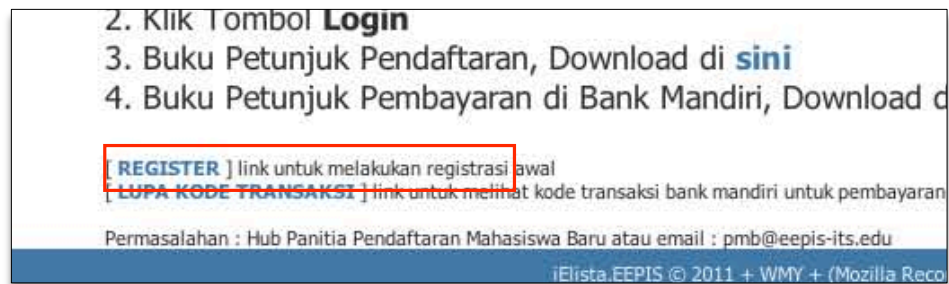 2. Klik Tombol Login
3. Buku Petunjuk Pendaftaran, Download di sini
4. Buku Petunjuk Pembayaran di Bank Mandiri, Download
[ REGISTER ] link untuk melakukan registrasi awal
[ LUPA KODE TRANSAKSI ] link untuk melihat kode transaksi bank mandiri untuk pembayaran
Permasalahan : Hub Panitia Pendaftaran Mahasiswa Baru atau email : pmb@eepis-its.edu
iElista.EEPIS © 2011 + WMY + (Mozilla Reco